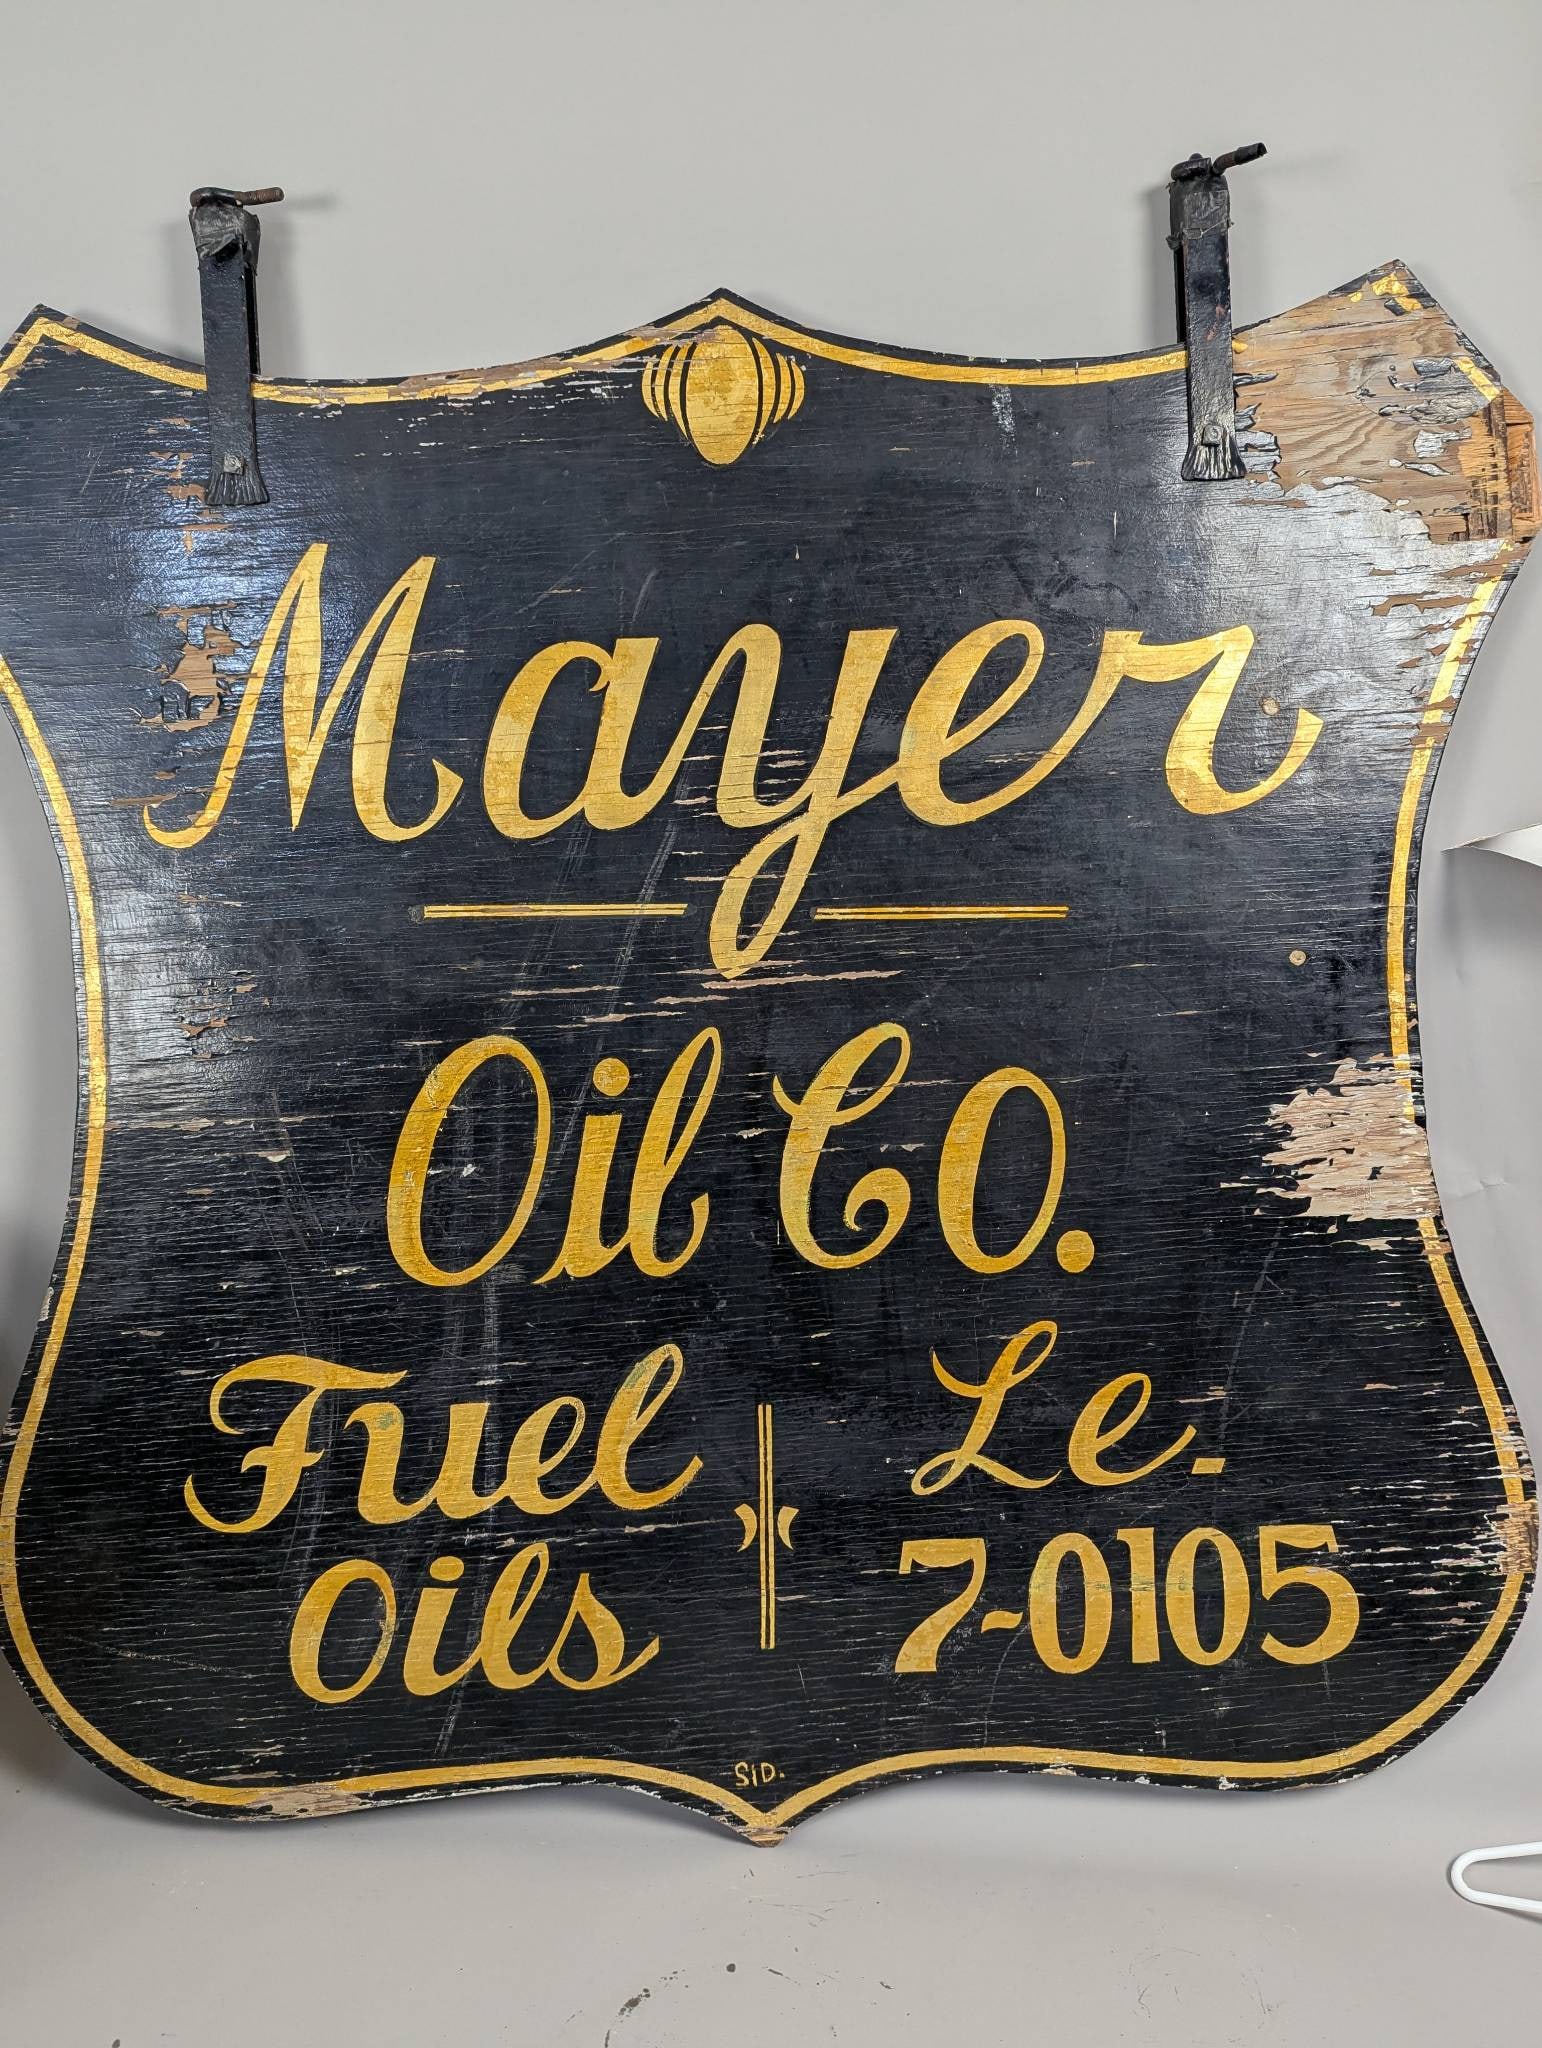 Mayer
Oil Co.
Fuel
Oils
Le.
7-0105
SID.